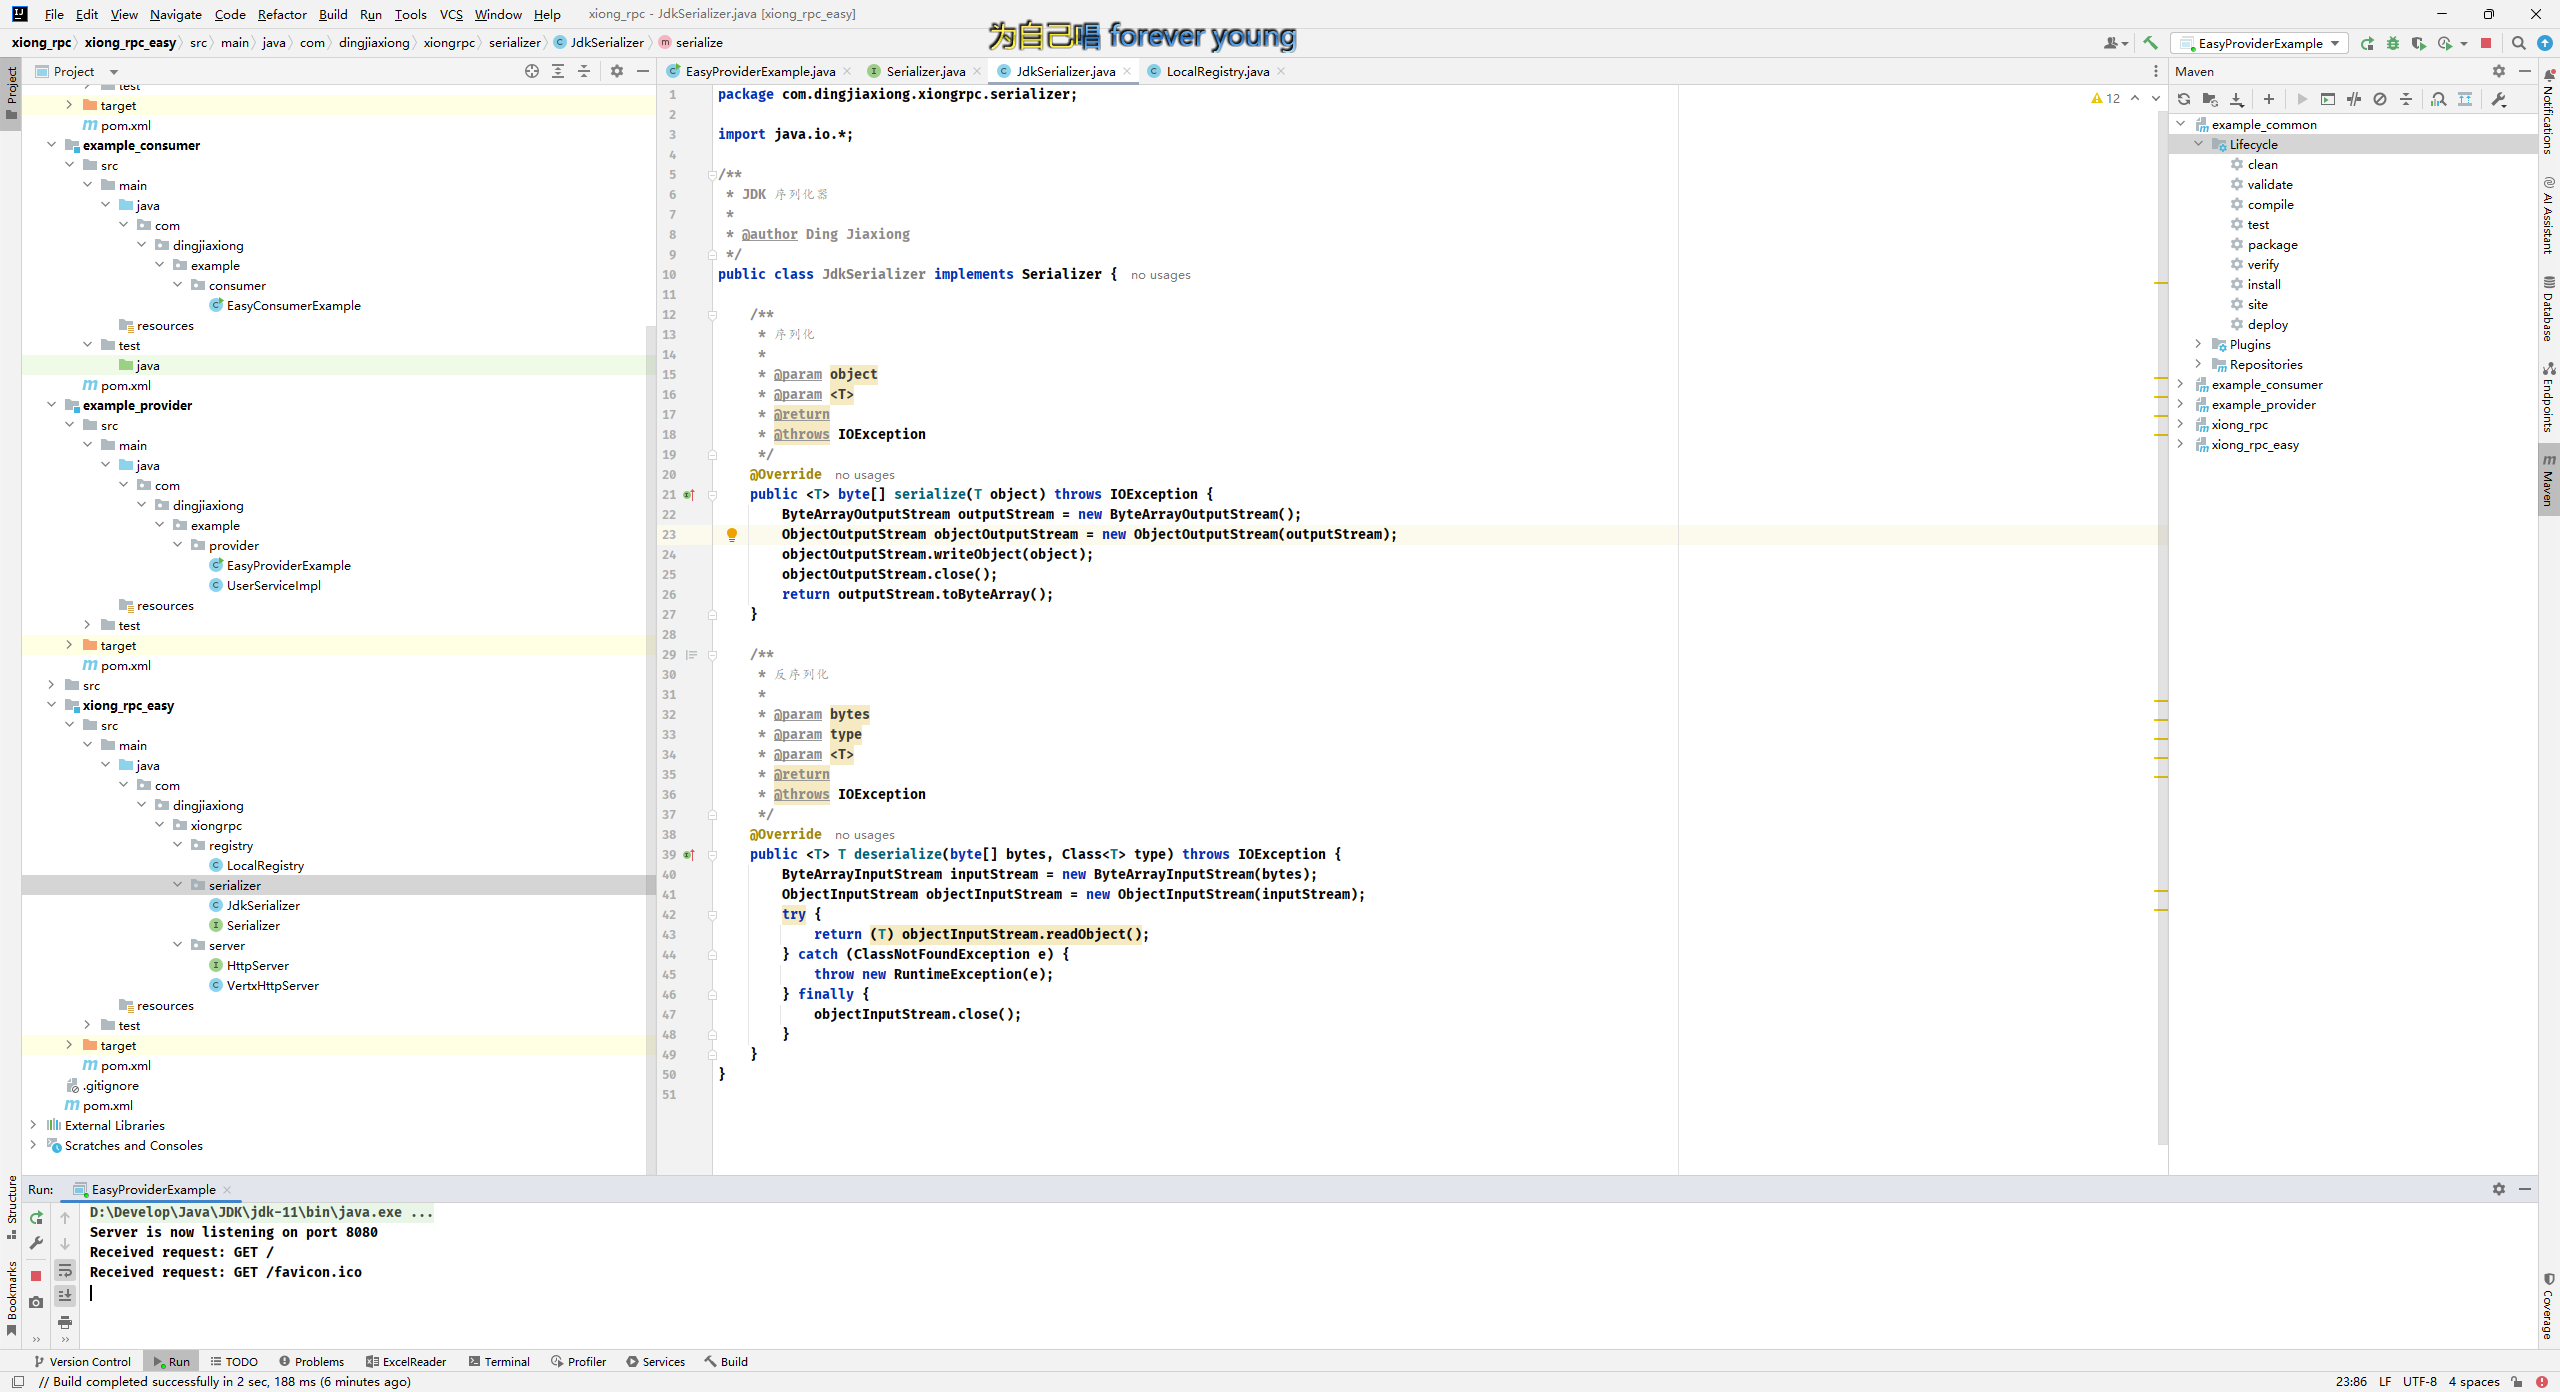 File Edit View Navigate Code Refactor Build Run Tools VCS Window Help xiong_rpc - JdkSerializer.java [xiong_rpc_easy]
xiong_rpc xiong_rpc_easy src main java com dingjiaxiong xiongrpc serializer JdkSerializer serialize
为自己唱 forever young
EasyProviderExample
Project
EasyProviderExample.java Serializer.java JdkSerializer.java LocalRegistry.java
test
target
pom.xml
example_consumer
src
main
java
com
dingjiaxiong
example
consumer
EasyConsumerExample
resources
test
java
pom.xml
example_provider
src
main
java
com
dingjiaxiong
example
provider
EasyProviderExample
UserServiceImpl
resources
test
target
pom.xml
src
xiong_rpc_easy
src
main
java
com
dingjiaxiong
xiongrpc
registry
LocalRegistry
serializer
JdkSerializer
Serializer
server
HttpServer
VertxHttpServer
resources
test
target
pom.xml
.gitignore
pom.xml
External Libraries
Scratches and Consoles
12
1 package com.dingjiaxiong.xiongrpc.serializer;
2
3 import java.io.*;
4
5 /**
6 * JDK 序列化器
7 *
8 * @author Ding Jiaxiong
9 */
10 public class JdkSerializer implements Serializer { no usages
11
12 /**
13 * 序列化
14 *
15 * @param object
16 * @param <T>
17 * @return
18 * @throws IOException
19 */
20 @Override no usages
21 public <T> byte[] serialize(T object) throws IOException {
22 ByteArrayOutputStream outputStream = new ByteArrayOutputStream();
23 ObjectOutputStream objectOutputStream = new ObjectOutputStream(outputStream);
24 objectOutputStream.writeObject(object);
25 objectOutputStream.close();
26 return outputStream.toByteArray();
27 }
28
29 /**
30 * 反序列化
31 *
32 * @param bytes
33 * @param type
34 * @param <T>
35 * @return
36 * @throws IOException
37 */
38 @Override no usages
39 public <T> T deserialize(byte[] bytes, Class<T> type) throws IOException {
40 ByteArrayInputStream inputStream = new ByteArrayInputStream(bytes);
41 ObjectInputStream objectInputStream = new ObjectInputStream(inputStream);
42 try {
43 return (T) objectInputStream.readObject();
44 } catch (ClassNotFoundException e) {
45 throw new RuntimeException(e);
46 } finally {
47 objectInputStream.close();
48 }
49 }
50 }
51
Maven
example_common
Lifecycle
clean
validate
compile
test
package
verify
install
site
deploy
Plugins
Repositories
example_consumer
example_provider
xiong_rpc
xiong_rpc_easy
Project
Structure
Bookmarks
Notifications
AI Assistant
Database
Endpoints
Maven
Coverage
Run: EasyProviderExample
D:\Develop\Java\JDK\jdk-11\bin\java.exe ...
Server is now listening on port 8080
Received request: GET /
Received request: GET /favicon.ico
Version Control Run TODO Problems ExcelReader Terminal Profiler Services Build
// Build completed successfully in 2 sec, 188 ms (6 minutes ago)
23:86 LF UTF-8 4 spaces